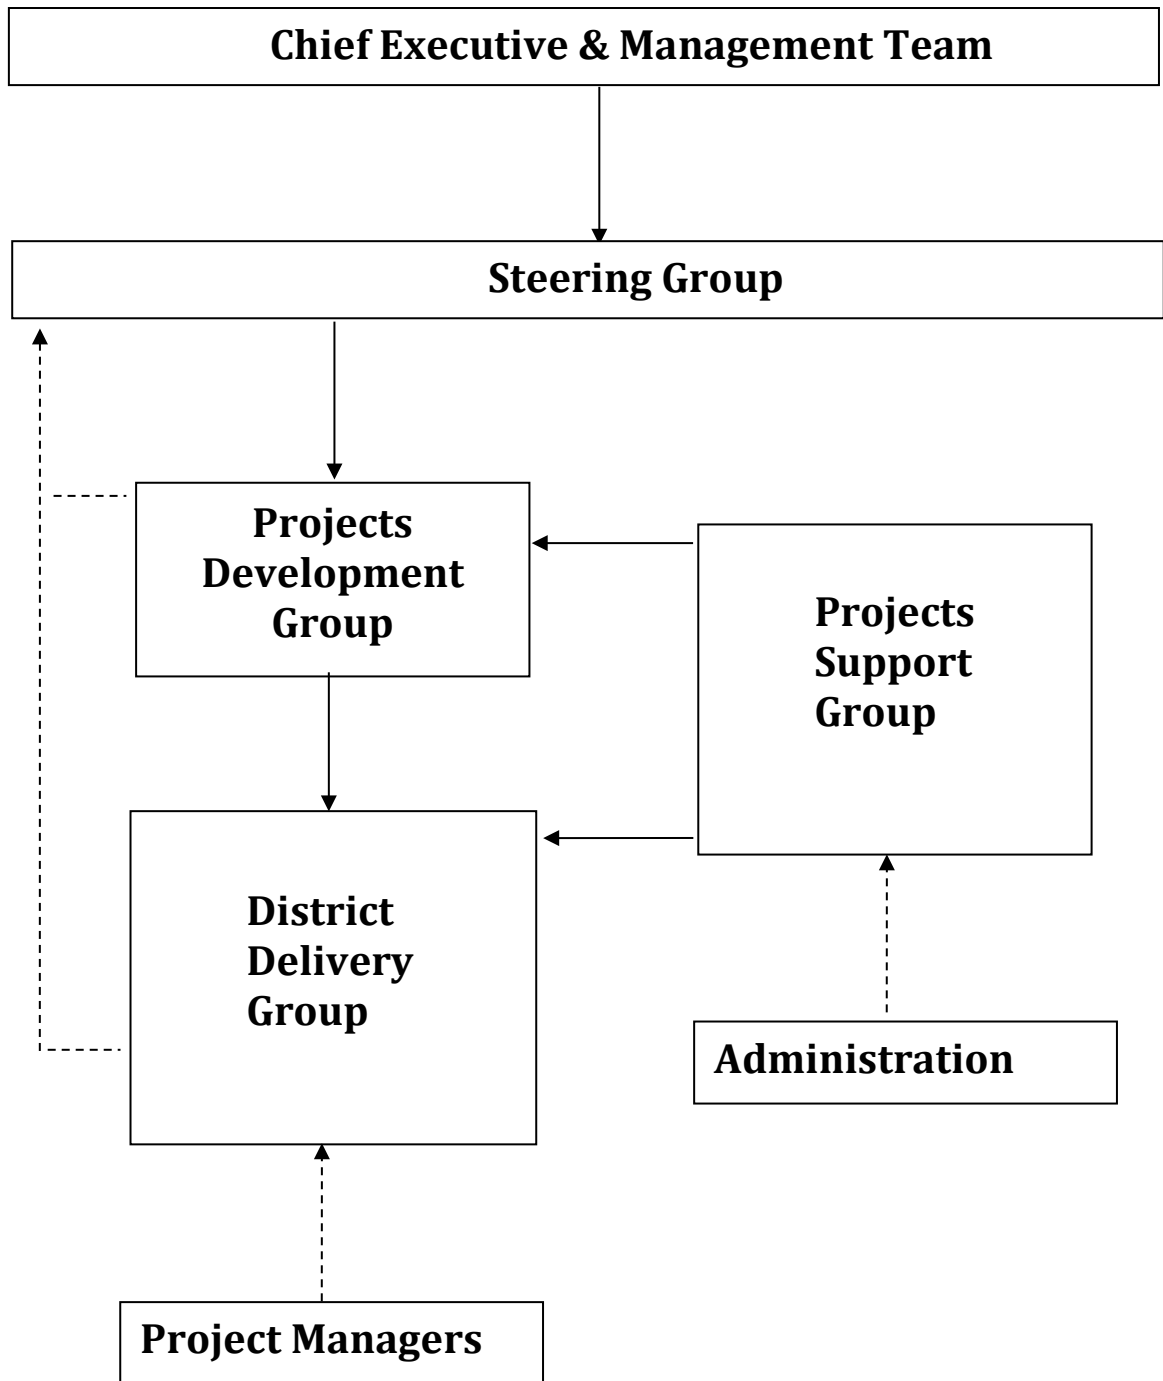 Chief Executive & Management Team
Steering Group
Projects
Development
Group
Projects
Support
Group
District
Delivery
Group
Administration
Project Managers